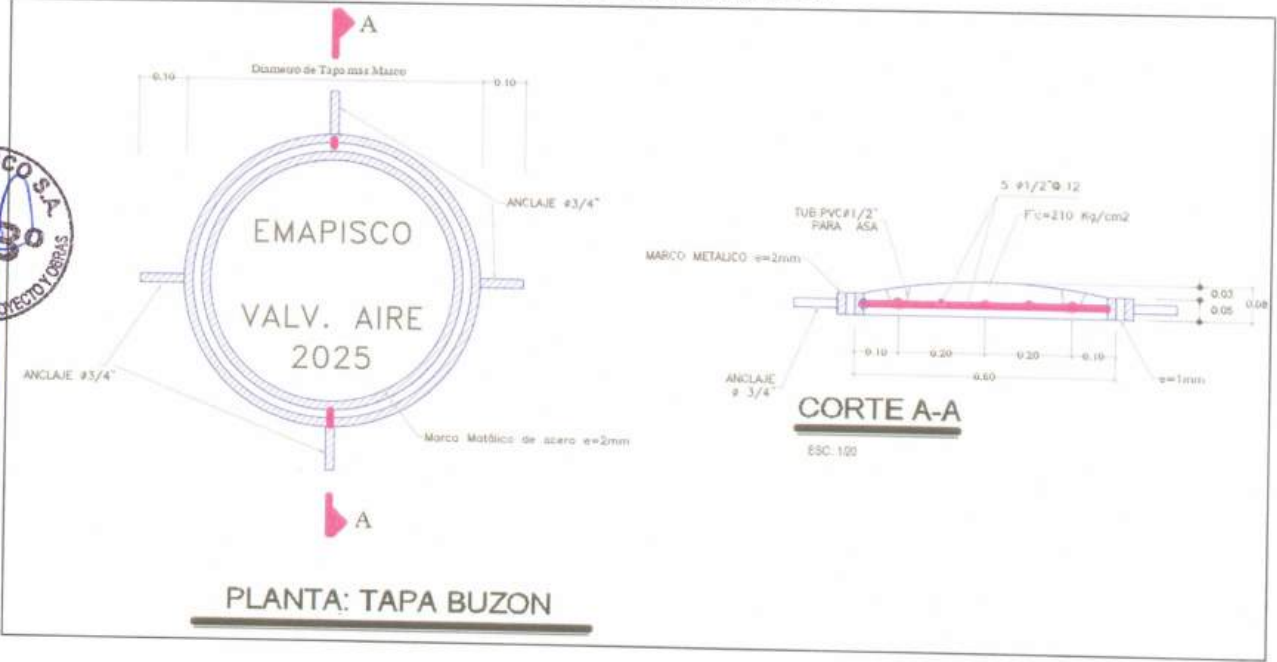 A
Diametro de Tapa mas Marco
0.10
0.10
ANCLAJE ø3/4"
EMAPISCO
VALV. AIRE
2025
ANCLAJE ø3/4"
Marco Metálico de acero e=2mm
A
PLANTA: TAPA BUZON
CO S.A.
PROYECTO Y OBRAS
5 ø1/2"@.12
TUB.PVCø1/2"
PARA ASA
F'c=210 Kg/cm2
MARCO METALICO e=2mm
0.03
0.05
0.08
0.10
0.20
0.20
0.10
0.60
ANCLAJE
ø 3/4"
e=1mm
CORTE A-A
ESC: